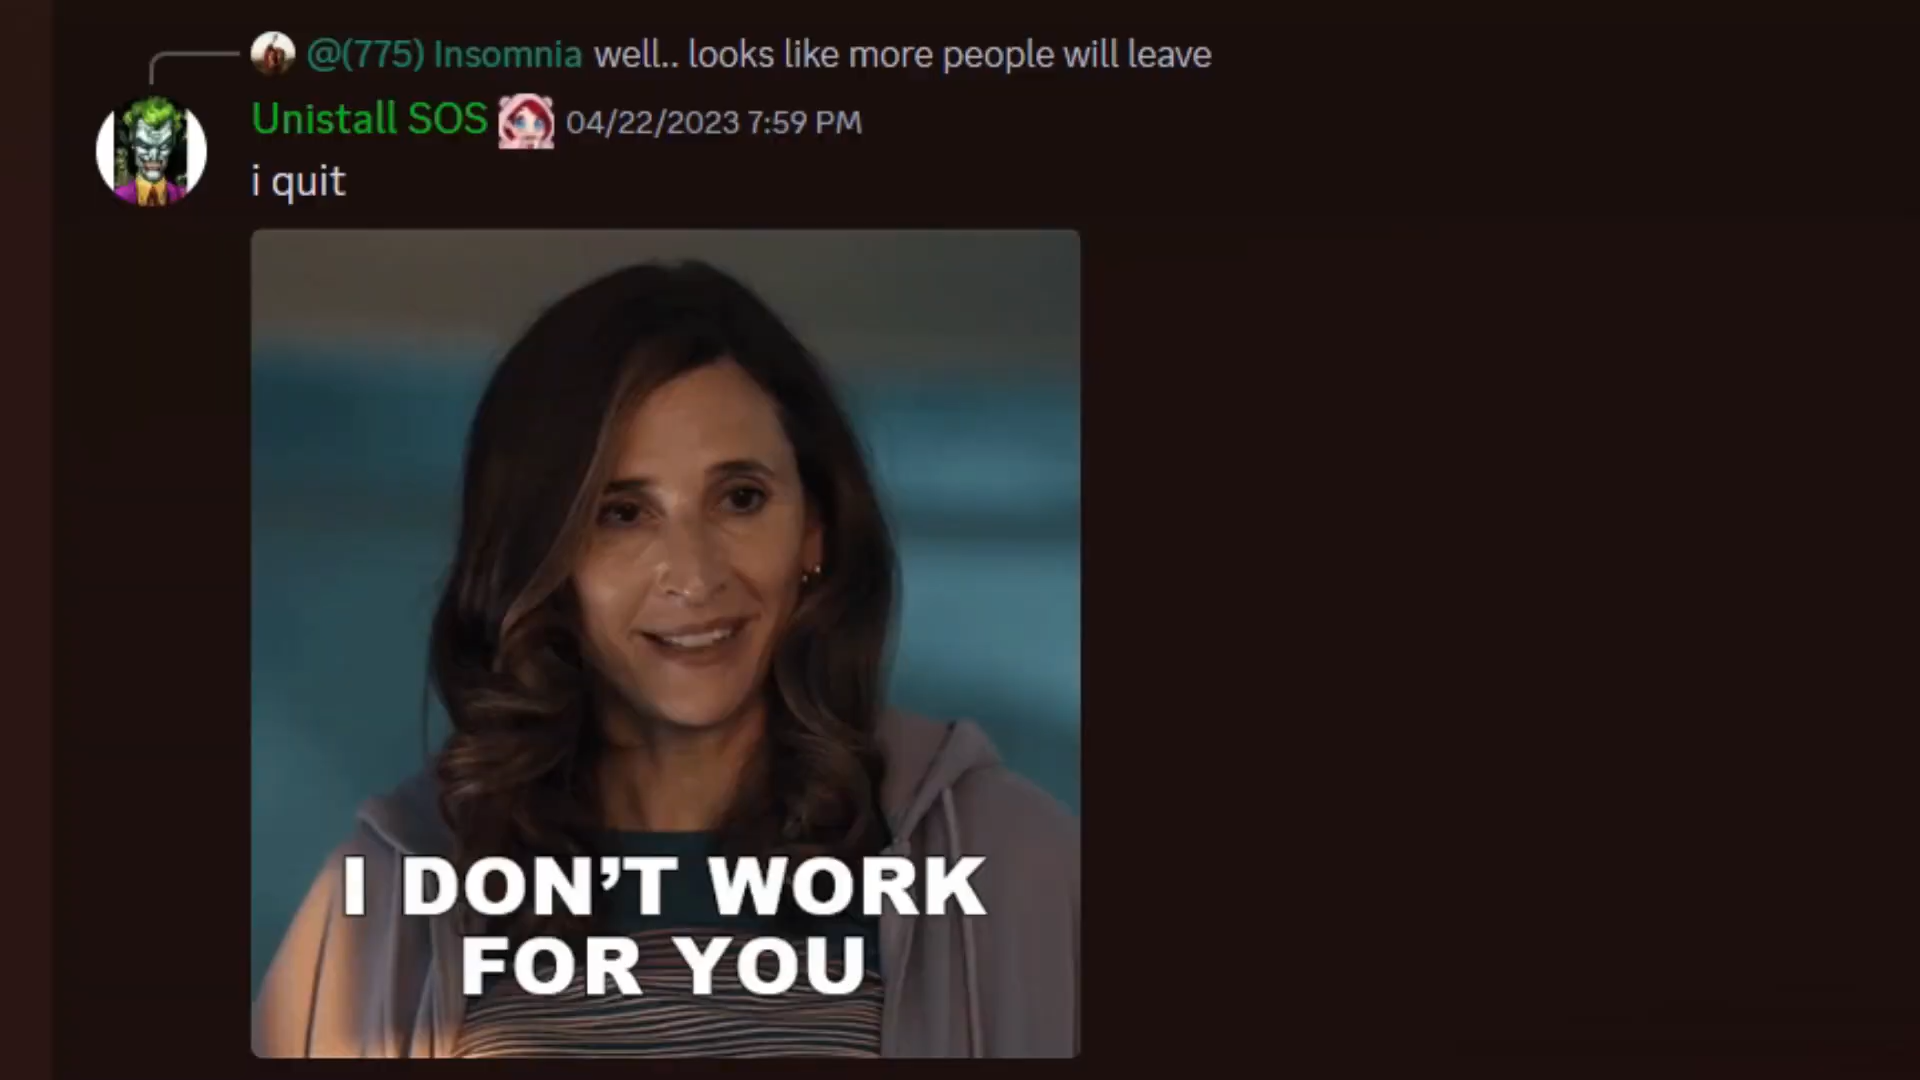 @(775) Insomnia well.. looks like more people will leave
Unistall SOS 04/22/2023 7:59 PM
i quit
I DON'T WORK
FOR YOU